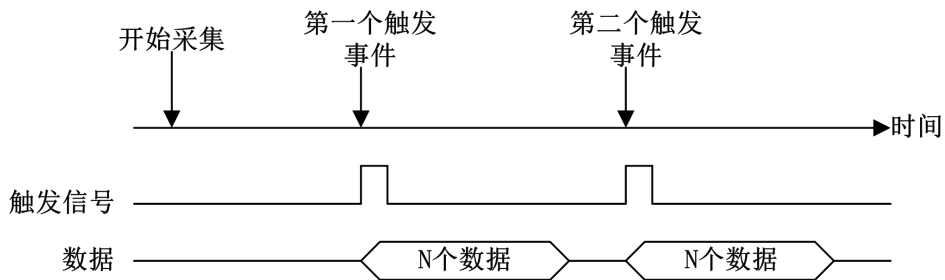 开始采集
第一个触发
事件
第二个触发
事件
时间
触发信号
数据
N个数据
N个数据